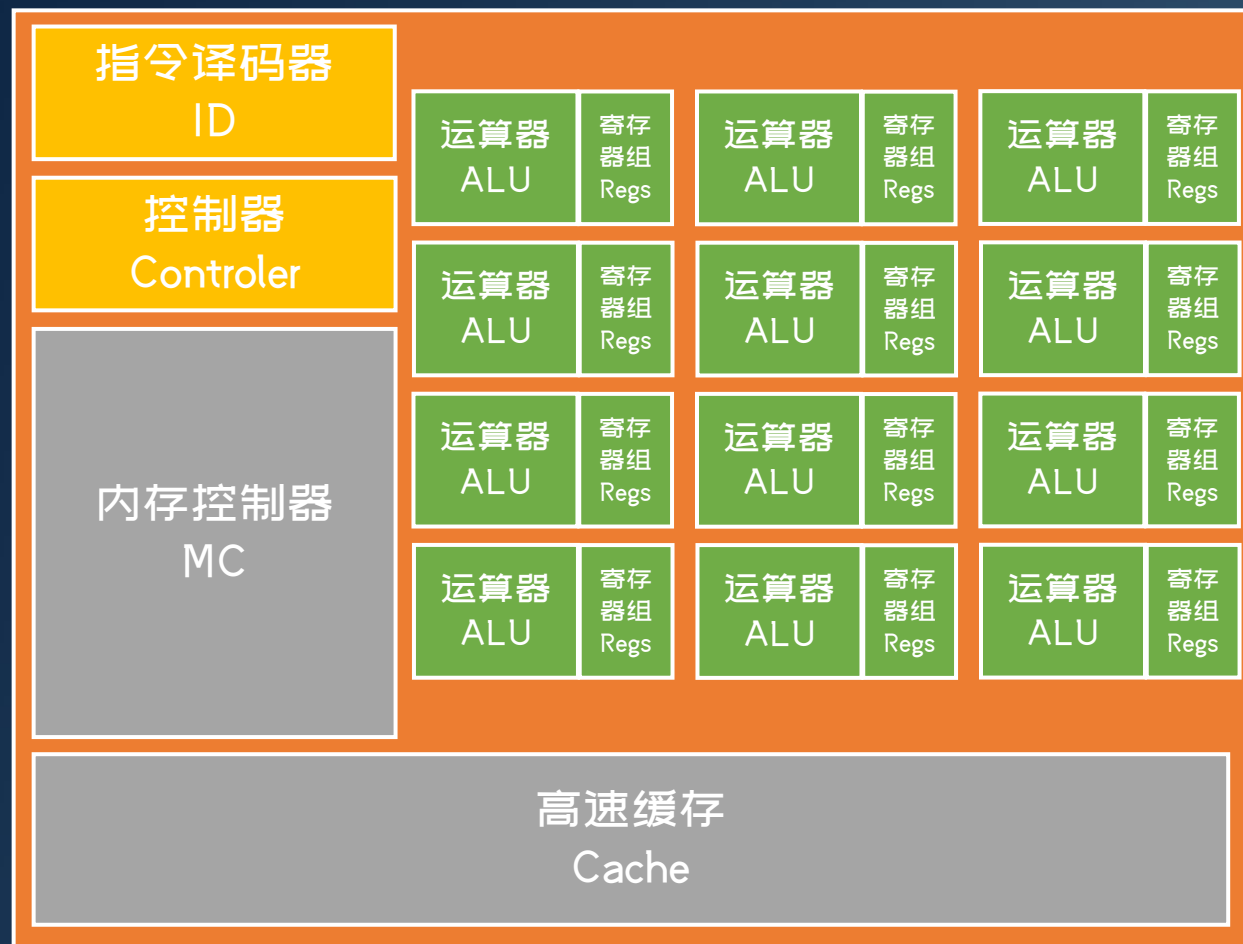 指令译码器
ID
控制器
Controler
内存控制器
MC
运算器
ALU
寄存
器组
Regs
运算器
ALU
寄存
器组
Regs
运算器
ALU
寄存
器组
Regs
运算器
ALU
寄存
器组
Regs
运算器
ALU
寄存
器组
Regs
运算器
ALU
寄存
器组
Regs
运算器
ALU
寄存
器组
Regs
运算器
ALU
寄存
器组
Regs
运算器
ALU
寄存
器组
Regs
运算器
ALU
寄存
器组
Regs
运算器
ALU
寄存
器组
Regs
运算器
ALU
寄存
器组
Regs
高速缓存
Cache